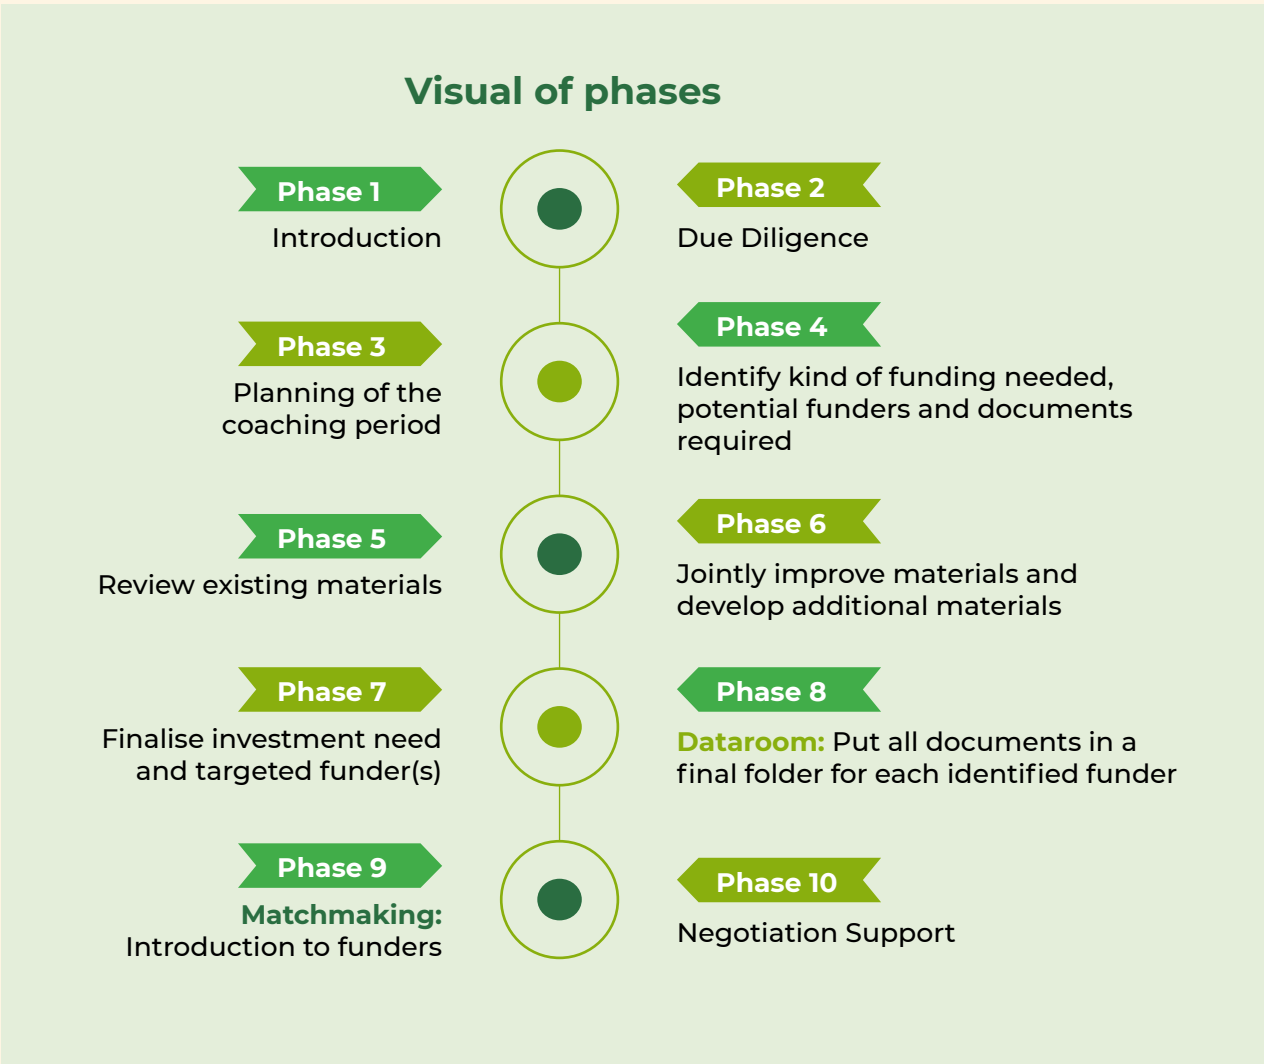 Visual of phases
Phase 1
Introduction
Phase 2
Due Diligence
Phase 3
Planning of the
coaching period
Phase 4
Identify kind of funding needed,
potential funders and documents
required
Phase 5
Review existing materials
Phase 6
Jointly improve materials and
develop additional materials
Phase 7
Finalise investment need
and targeted funder(s)
Phase 8
Dataroom: Put all documents in a
final folder for each identified funder
Phase 9
Matchmaking:
Introduction to funders
Phase 10
Negotiation Support